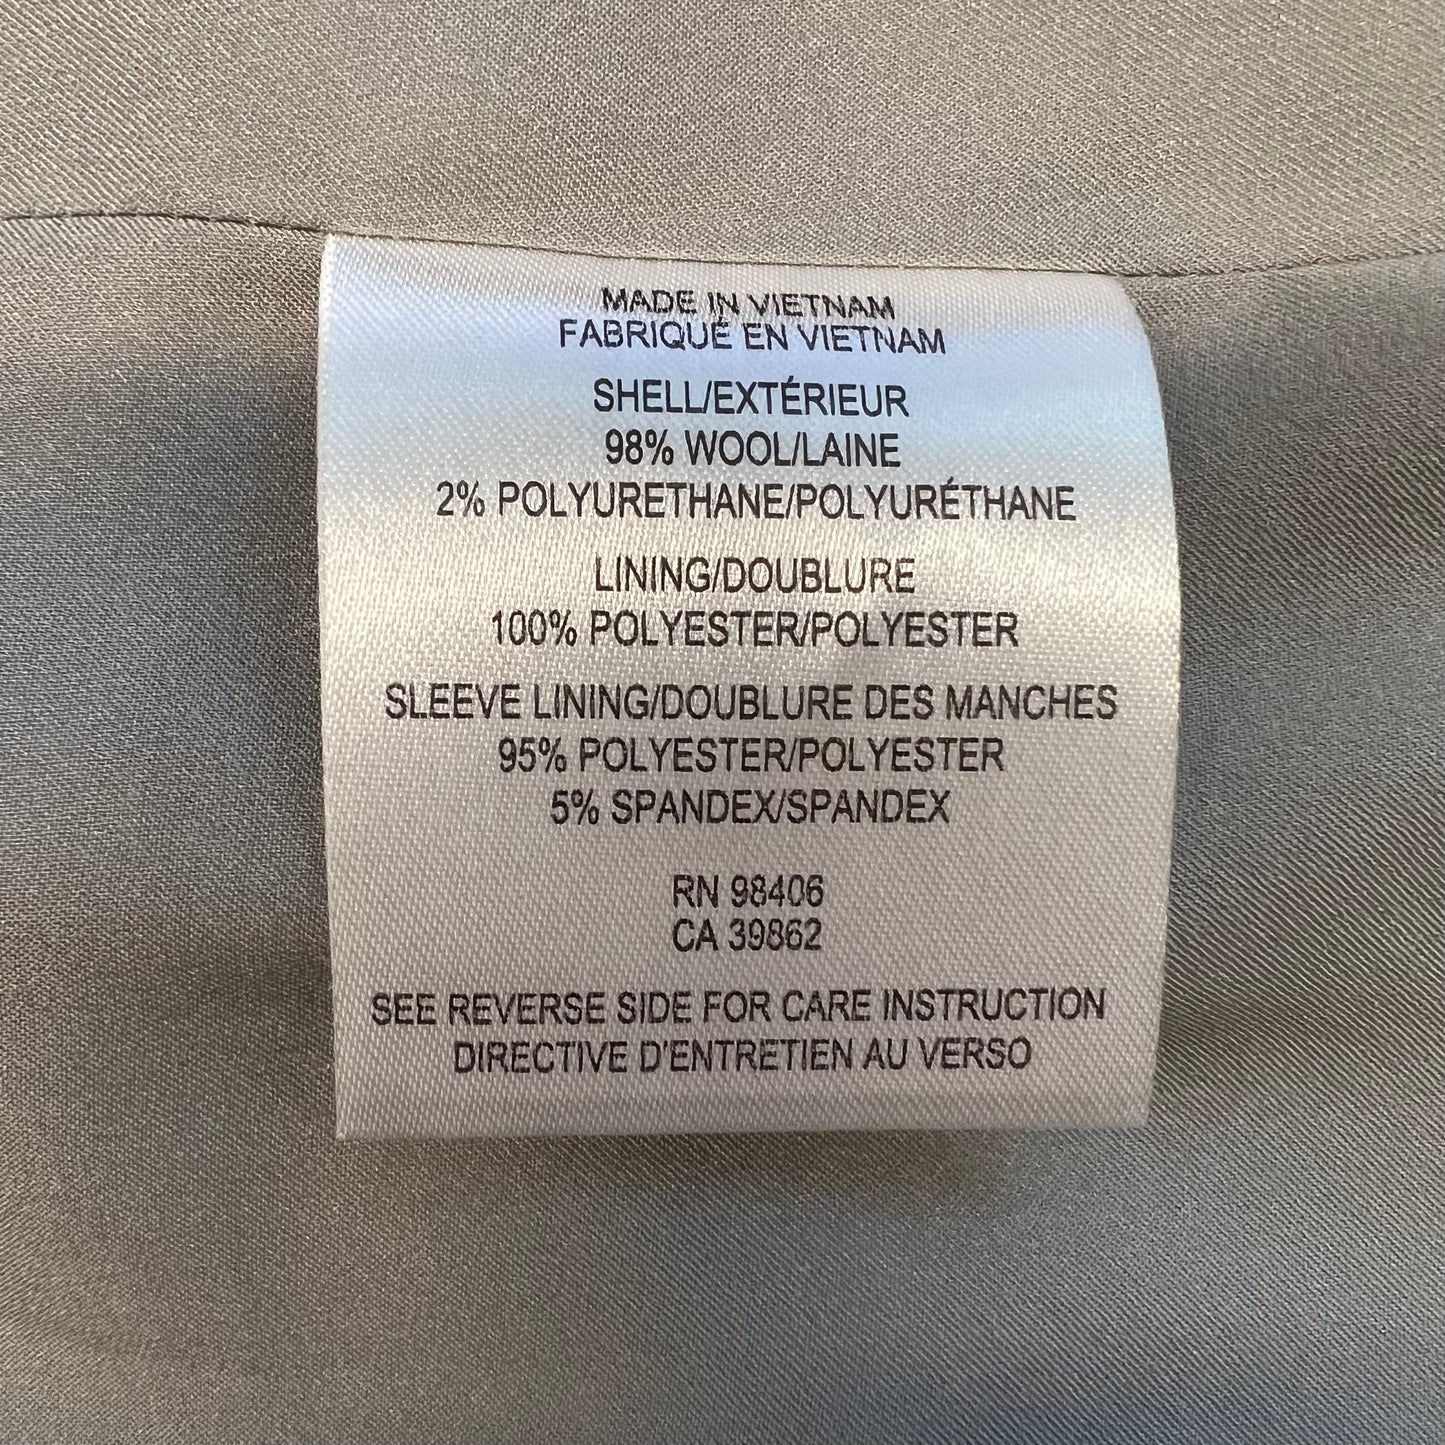 MADE IN VIETNAM
FABRIQUÉ EN VIETNAM
SHELL/EXTÉRIEUR
98% WOOL/LAINE
2% POLYURETHANE/POLYURÉTHANE
LINING/DOUBLURE
100% POLYESTER/POLYESTER
SLEEVE LINING/DOUBLURE DES MANCHES
95% POLYESTER/POLYESTER
5% SPANDEX/SPANDEX
RN 98406
CA 39862
SEE REVERSE SIDE FOR CARE INSTRUCTION
DIRECTIVE D'ENTRETIEN AU VERSO